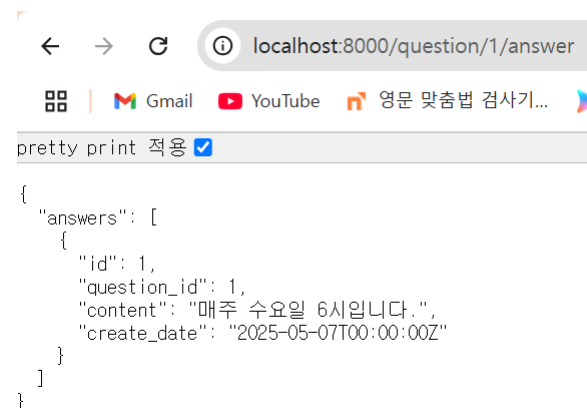 localhost:8000/question/1/answer
Gmail YouTube 영문 맞춤법 검사기...
pretty print 적용
{
"answers": [
{
"id": 1,
"question_id": 1,
"content": "매주 수요일 6시입니다.",
"create_date": "2025-05-07T00:00:00Z"
}
]
}